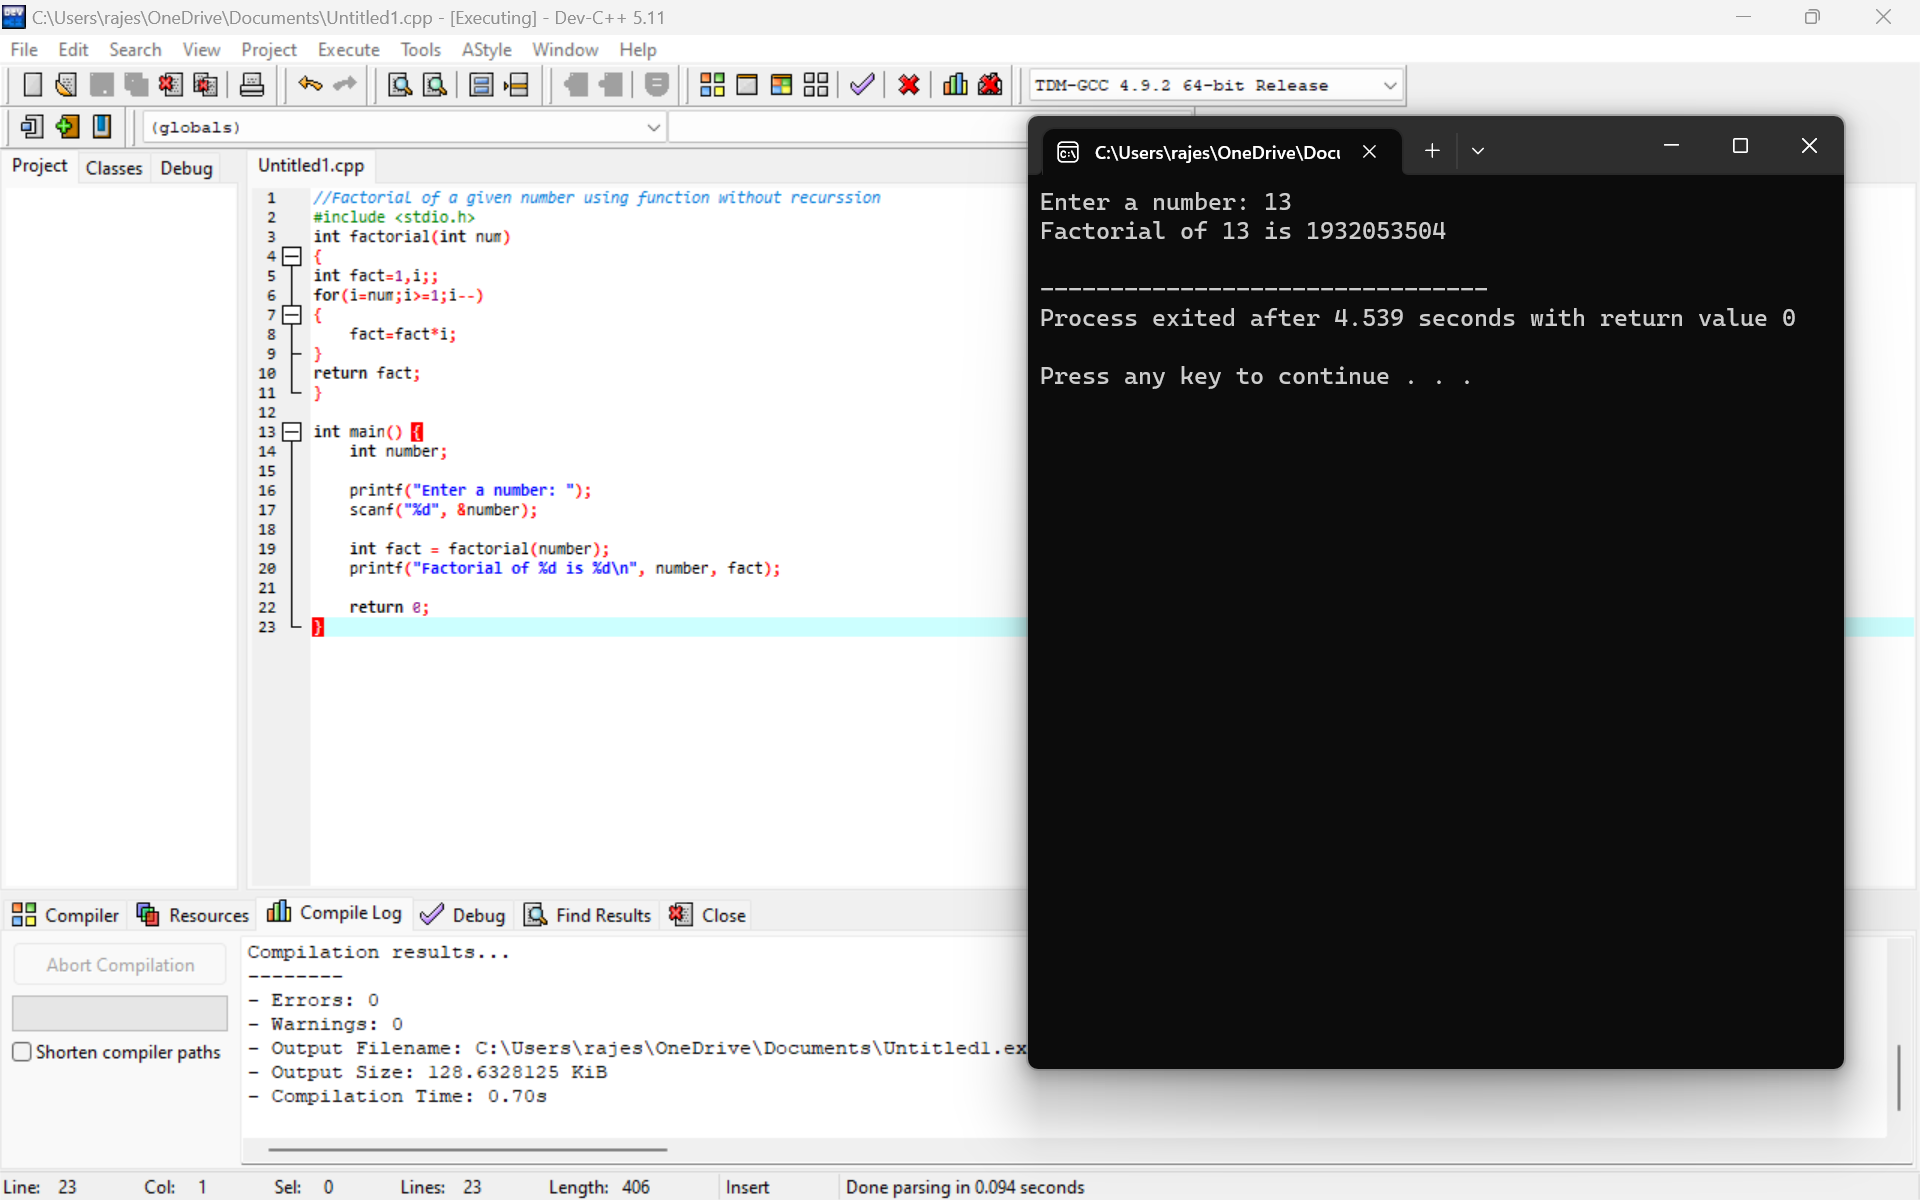 C:\Users\rajes\OneDrive\Documents\Untitled1.cpp - [Executing] - Dev-C++ 5.11
File Edit Search View Project Execute Tools AStyle Window Help
TDM-GCC 4.9.2 64-bit Release
(globals)
Project Classes Debug
Untitled1.cpp
1 //Factorial of a given number using function without recurssion
2 #include <stdio.h>
3 int factorial(int num)
4 {
5 int fact=1,i;;
6 for(i=num;i>=1;i--)
7 {
8 fact=fact*i;
9 }
10 return fact;
11 }
12
13 int main() {
14 int number;
15
16 printf("Enter a number: ");
17 scanf("%d", &number);
18
19 int fact = factorial(number);
20 printf("Factorial of %d is %d\n", number, fact);
21
22 return 0;
23 }
C:\Users\rajes\OneDrive\Docu
Enter a number: 13
Factorial of 13 is 1932053504
--------------------------------
Process exited after 4.539 seconds with return value 0
Press any key to continue . . .
Compiler Resources Compile Log Debug Find Results Close
Abort Compilation
Shorten compiler paths
Compilation results...
--------
- Errors: 0
- Warnings: 0
- Output Filename: C:\Users\rajes\OneDrive\Documents\Untitled1.ex
- Output Size: 128.6328125 KiB
- Compilation Time: 0.70s
Line: 23 Col: 1 Sel: 0 Lines: 23 Length: 406 Insert Done parsing in 0.094 seconds